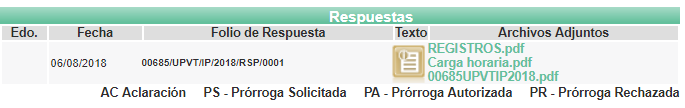 Respuestas
Edo. Fecha Folio de Respuesta Texto Archivos Adjuntos
REGISTROS.pdf
06/08/2018 00685/UPVT/IP/2018/RSP/0001 Carga horaria.pdf
00685UPVTIP2018.pdf
AC Aclaración PS - Prórroga Solicitada PA - Prórroga Autorizada PR - Prórroga Rechazada